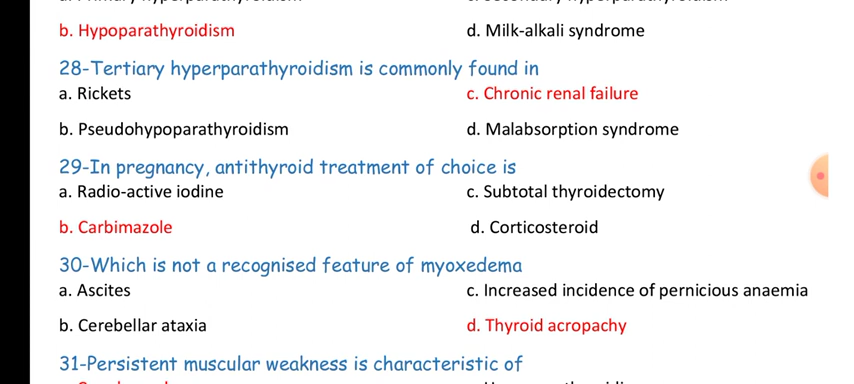 b. Hypoparathyroidism d. Milk-alkali syndrome
28-Tertiary hyperparathyroidism is commonly found in
a. Rickets c. Chronic renal failure
b. Pseudohypoparathyroidism d. Malabsorption syndrome
29-In pregnancy, antithyroid treatment of choice is
a. Radio-active iodine c. Subtotal thyroidectomy
b. Carbimazole d. Corticosteroid
30-Which is not a recognised feature of myoxedema
a. Ascites c. Increased incidence of pernicious anaemia
b. Cerebellar ataxia d. Thyroid acropachy
31-Persistent muscular weakness is characteristic of